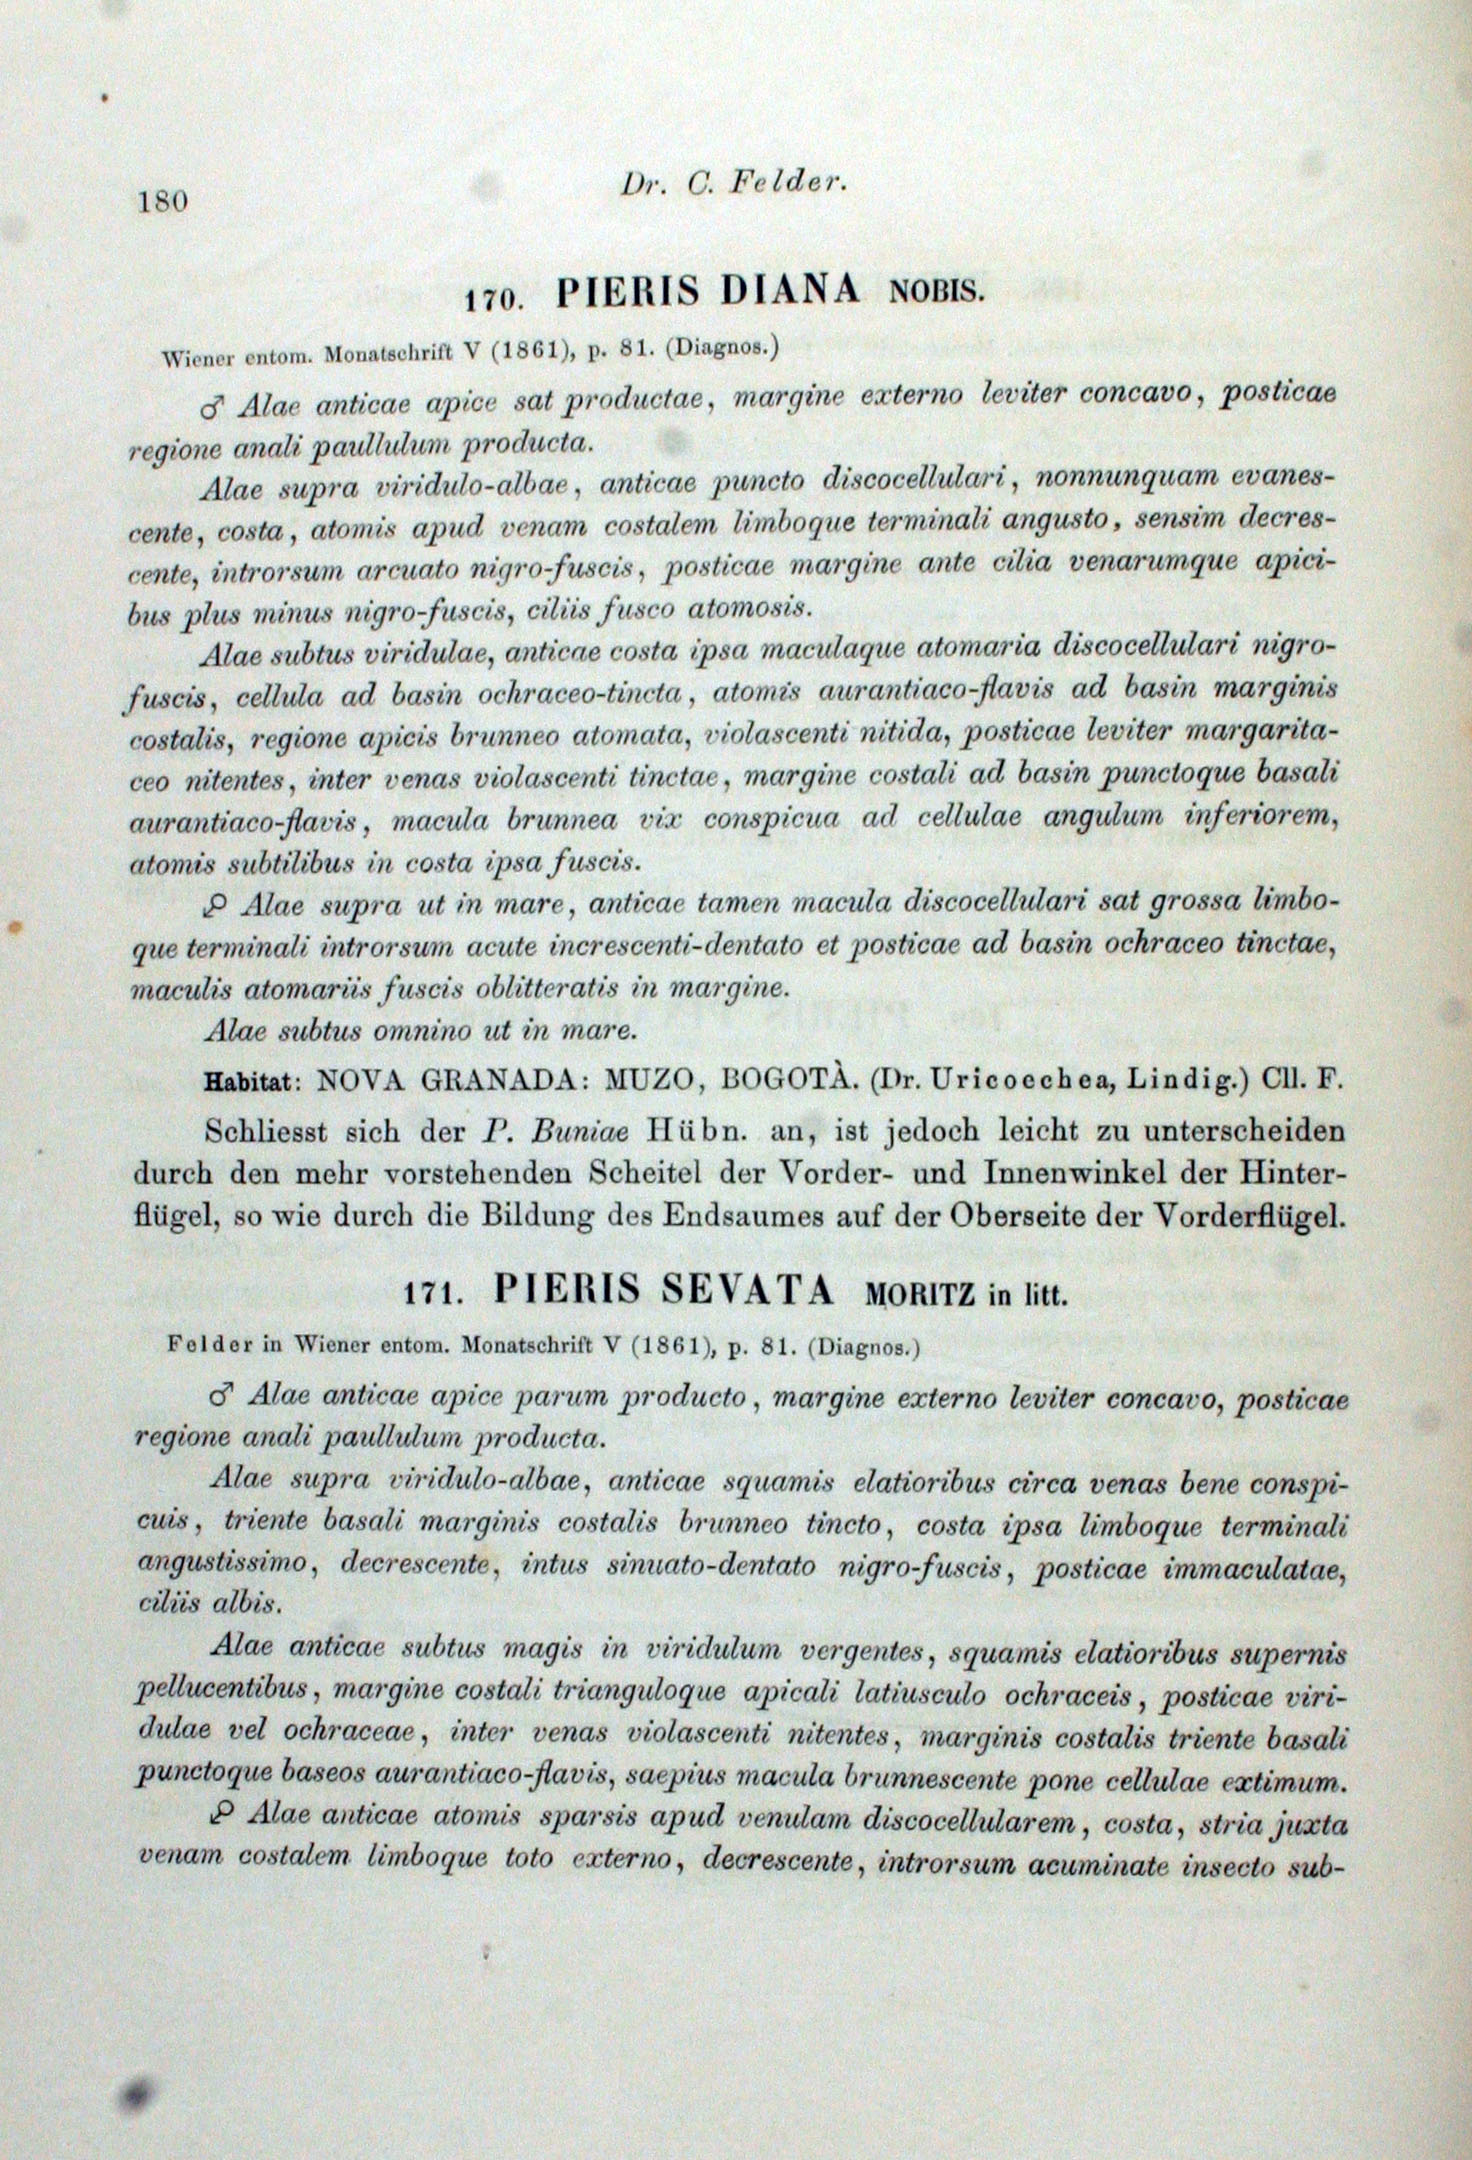 180
Dr. C. Felder.
170. PIERIS DIANA NOBIS.
Wiener entom. Monatschrift V (1861), p. 81. (Diagnos.)
♂ Alae anticae apice sat productae, margine externo leviter concavo, posticae
regione anali paullulum producta.
Alae supra viridulo-albae, anticae puncto discocellulari, nonnunquam evanes-
cente, costa, atomis apud venam costalem limboque terminali angusto, sensim decres-
cente, introrsum arcuato nigro-fuscis, posticae margine ante cilia venarumque apici-
bus plus minus nigro-fuscis, ciliis fusco atomosis.
Alae subtus viridulae, anticae costa ipsa maculaque atomaria discocellulari nigro-
fuscis, cellula ad basin ochraceo-tincta, atomis aurantiaco-flavis ad basin marginis
costalis, regione apicis brunneo atomata, violascenti nitida, posticae leviter margarita-
ceo nitentes, inter venas violascenti tinctae, margine costali ad basin punctoque basali
aurantiaco-flavis, macula brunnea vix conspicua ad cellulae angulum inferiorem,
atomis subtilibus in costa ipsa fuscis.
♀ Alae supra ut in mare, anticae tamen macula discocellulari sat grossa limbo-
que terminali introrsum acute increscenti-dentato et posticae ad basin ochraceo tinctae,
maculis atomariis fuscis oblitteratis in margine.
Alae subtus omnino ut in mare.
Habitat: NOVA GRANADA: MUZO, BOGOTÀ. (Dr. Uricoechea, Lindig.) Cll. F.
Schliesst sich der P. Buniae Hübn. an, ist jedoch leicht zu unterscheiden
durch den mehr vorstehenden Scheitel der Vorder- und Innenwinkel der Hinter-
flügel, so wie durch die Bildung des Endsaumes auf der Oberseite der Vorderflügel.
171. PIERIS SEVATA MORITZ in litt.
Felder in Wiener entom. Monatschrift V (1861), p. 81. (Diagnos.)
♂ Alae anticae apice parum producto, margine externo leviter concavo, posticae
regione anali paullulum producta.
Alae supra viridulo-albae, anticae squamis elatioribus circa venas bene conspi-
cuis, triente basali marginis costalis brunneo tincto, costa ipsa limboque terminali
angustissimo, decrescente, intus sinuato-dentato nigro-fuscis, posticae immaculatae,
ciliis albis.
Alae anticae subtus magis in viridulum vergentes, squamis elatioribus supernis
pellucentibus, margine costali trianguloque apicali latiusculo ochraceis, posticae viri-
dulae vel ochraceae, inter venas violascenti nitentes, marginis costalis triente basali
punctoque baseos aurantiaco-flavis, saepius macula brunnescente pone cellulae extimum.
♀ Alae anticae atomis sparsis apud venulam discocellularem, costa, stria juxta
venam costalem limboque toto externo, decrescente, introrsum acuminate insecto sub-